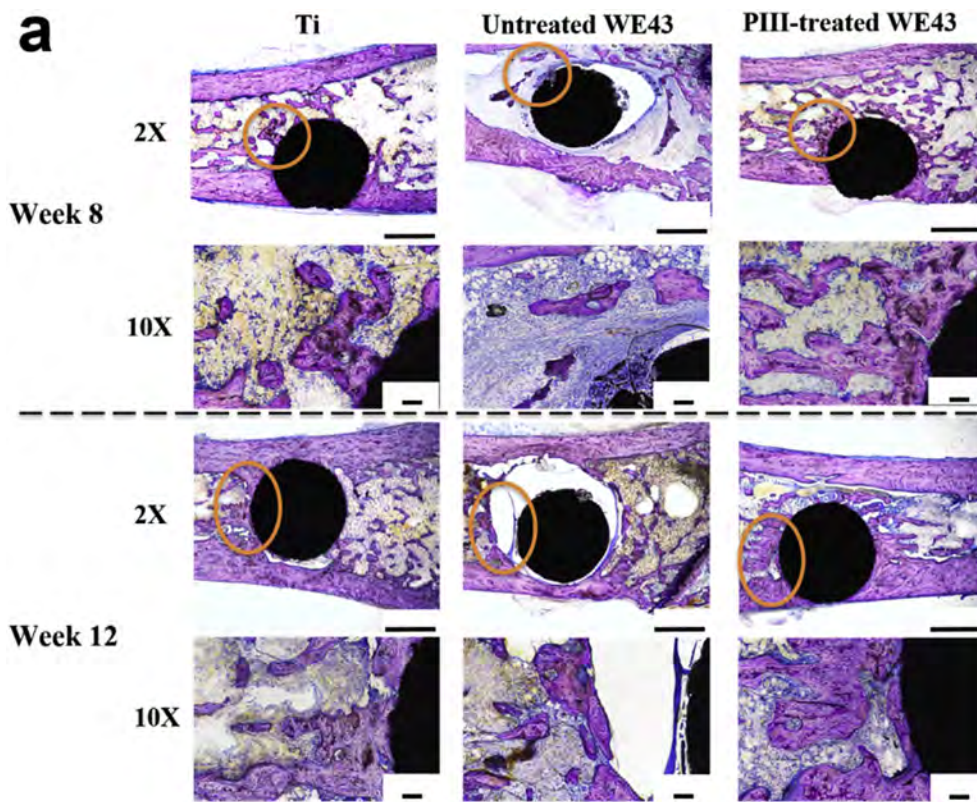 a
Ti
Untreated WE43
PIII-treated WE43
2X
Week 8
10X
2X
Week 12
10X